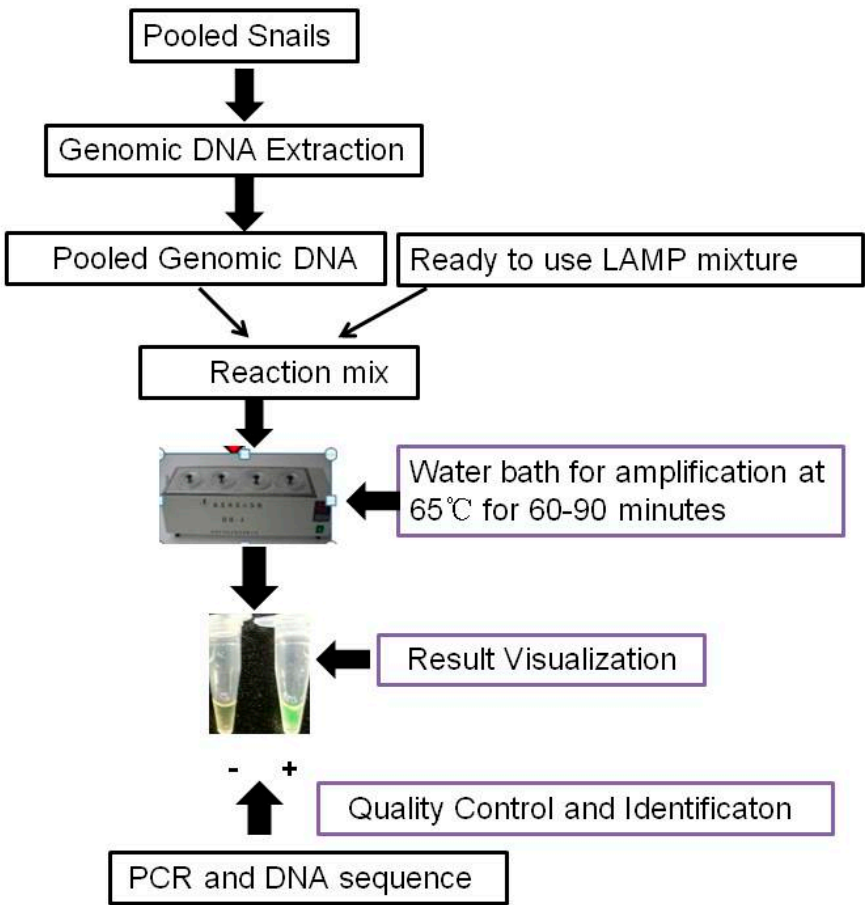 Pooled Snails
Genomic DNA Extraction
Pooled Genomic DNA
Ready to use LAMP mixture
Reaction mix
Water bath for amplification at
65℃ for 60-90 minutes
Result Visualization
- +
Quality Control and Identificaton
PCR and DNA sequence